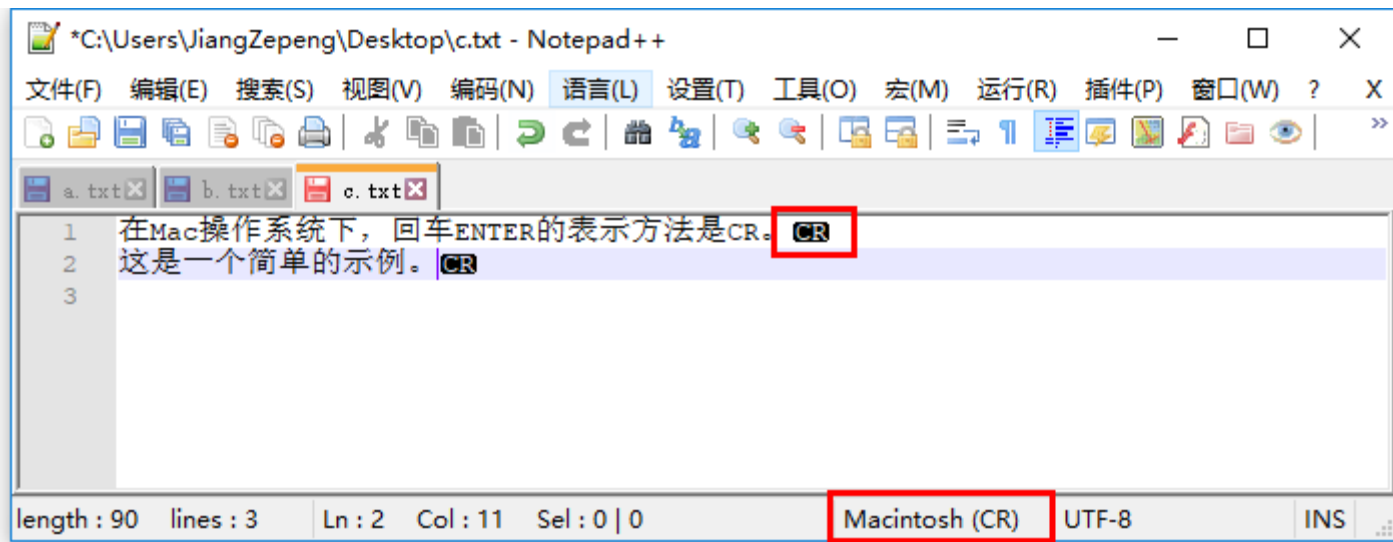 *C:\Users\JiangZepeng\Desktop\c.txt - Notepad++
文件(F) 编辑(E) 搜索(S) 视图(V) 编码(N) 语言(L) 设置(T) 工具(O) 宏(M) 运行(R) 插件(P) 窗口(W) ? X
a.txt b.txt c.txt
1 在Mac操作系统下，回车ENTER的表示方法是CR。CR
2 这是一个简单的示例。CR
3
length : 90 lines : 3 Ln : 2 Col : 11 Sel : 0 | 0 Macintosh (CR) UTF-8 INS